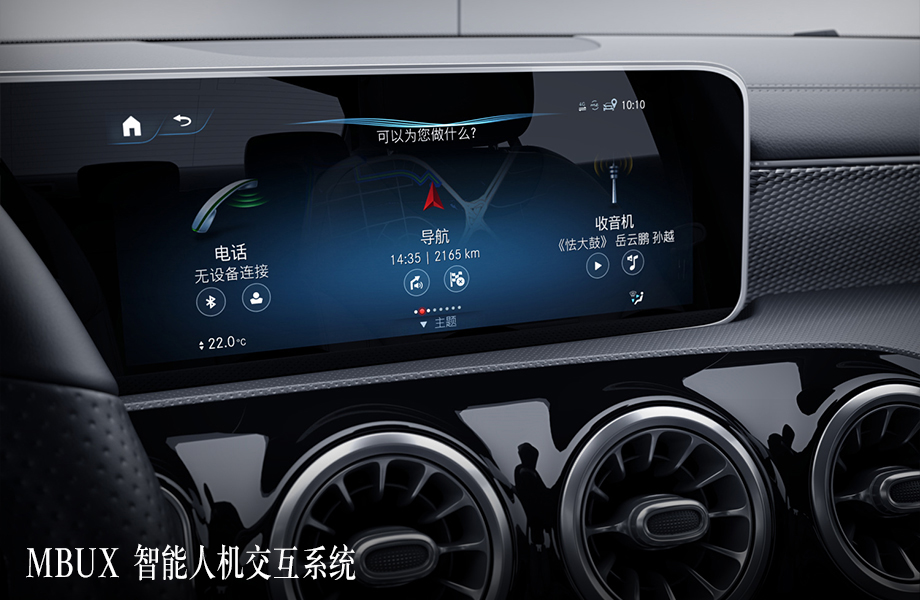 10:10
可以为您做什么?
电话
无设备连接
导航
14:35 | 2165 km
收音机
《怯大鼓》 岳云鹏 孙越
主题
22.0°C
MBUX 智能人机交互系统